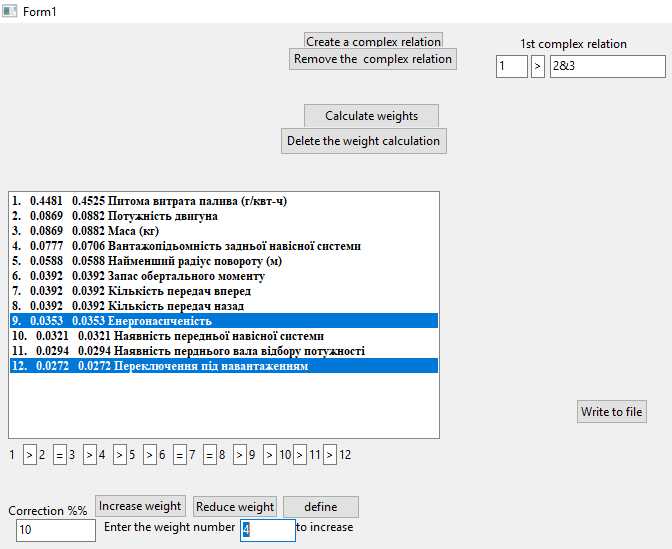 Form1
Create a complex relation
Remove the  complex relation
1st complex relation
1 > 2&3
Calculate weights
Delete the weight calculation
1. 0.4481 0.4525 Питома витрата палива (г/квт-ч)
2. 0.0869 0.0882 Потужність двигуна
3. 0.0869 0.0882 Маса (кг)
4. 0.0777 0.0706 Вантажопідьомність задньої навісної системи
5. 0.0588 0.0588 Найменший радіус повороту (м)
6. 0.0392 0.0392 Запас обертального моменту
7. 0.0392 0.0392 Кількість передач вперед
8. 0.0392 0.0392 Кількість передач назад
9. 0.0353 0.0353 Енергонасиченість
10. 0.0321 0.0321 Наявність передньої навісної системи
11. 0.0294 0.0294 Наявність перднього вала відбору потужності
12. 0.0272 0.0272 Переключення під навантаженням
Write to file
1 > 2 = 3 > 4 > 5 > 6 = 7 = 8 > 9 > 10 > 11 > 12
Correction %% Increase weight Reduce weight define
10 Enter the weight number 4 to increase